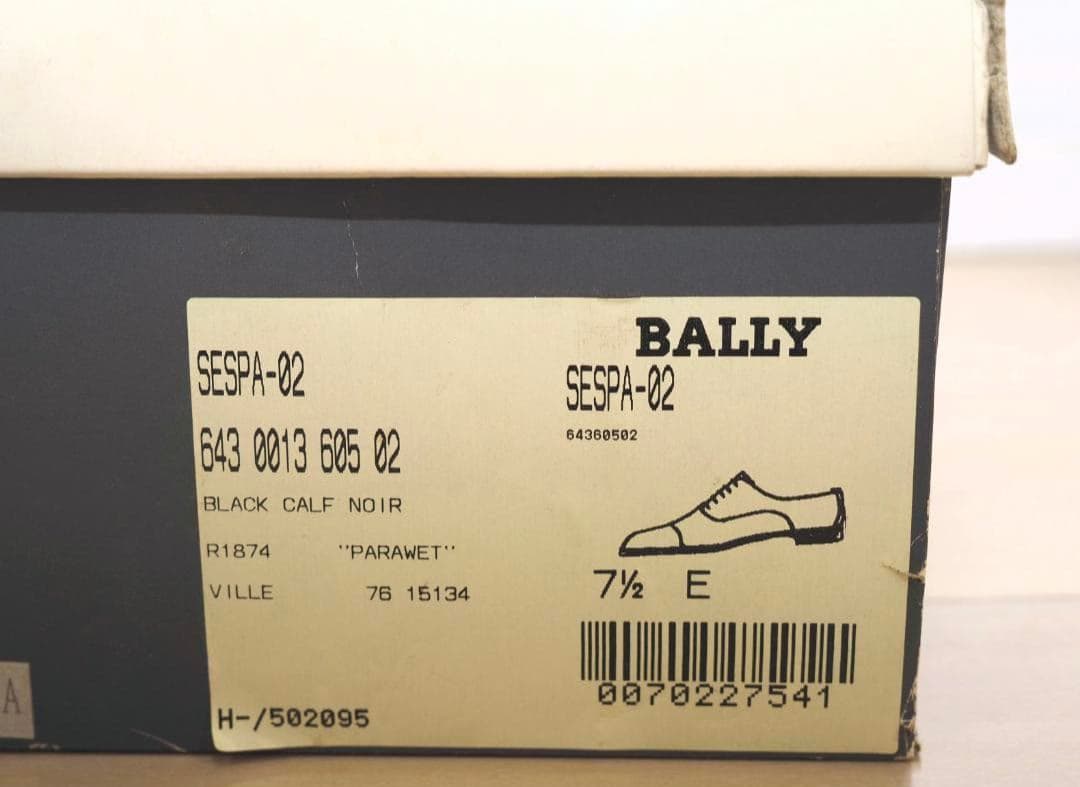 SESPA-02
643 0013 605 02
BLACK CALF NOIR
R1874 "PARAWET"
VILLE 76 15134
H-/502095
BALLY
SESPA-02
64360502
7½ E
0070227541
A